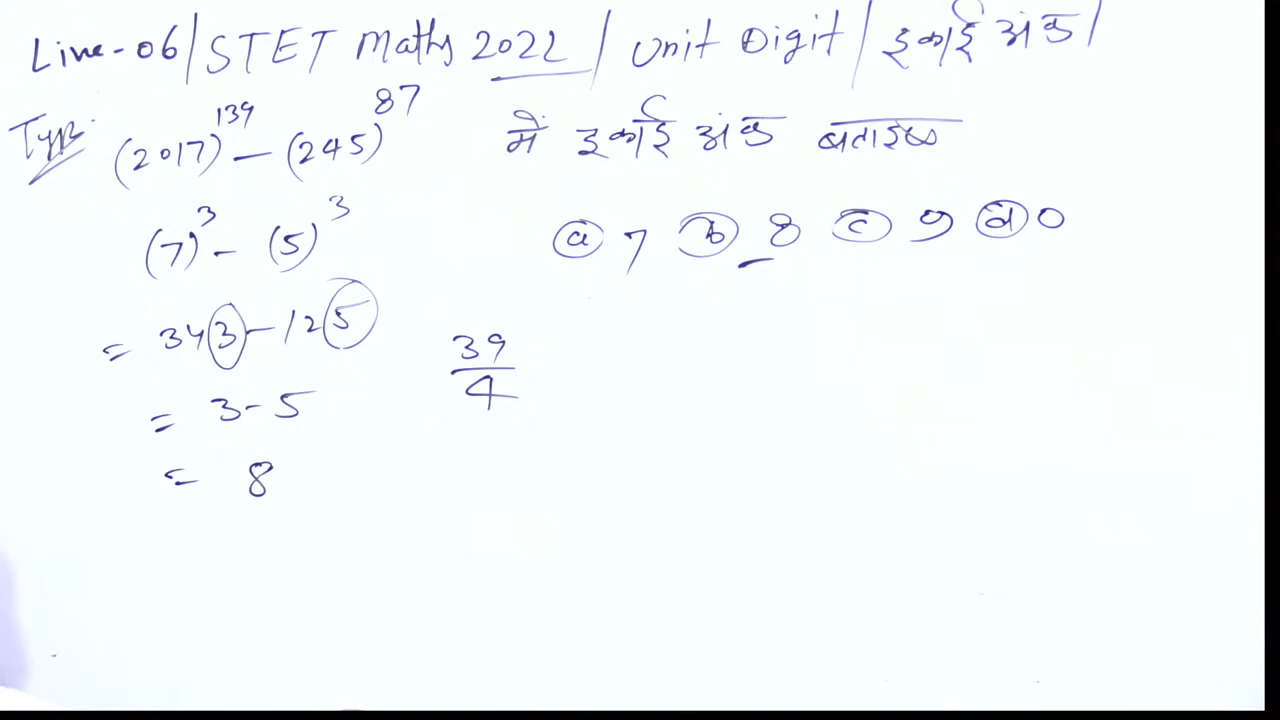 Live-06/STET Maths 2022/Unit Digit/इकाई अंक/
Type (2017)^139 – (245)^87 में इकाई अंक बताइए
(7)^3 – (5)^3 ⓐ 7 ⓑ 8 ⓒ 9 ⓓ 0
= 343 – 125
39/4
= 3 – 5
= 8